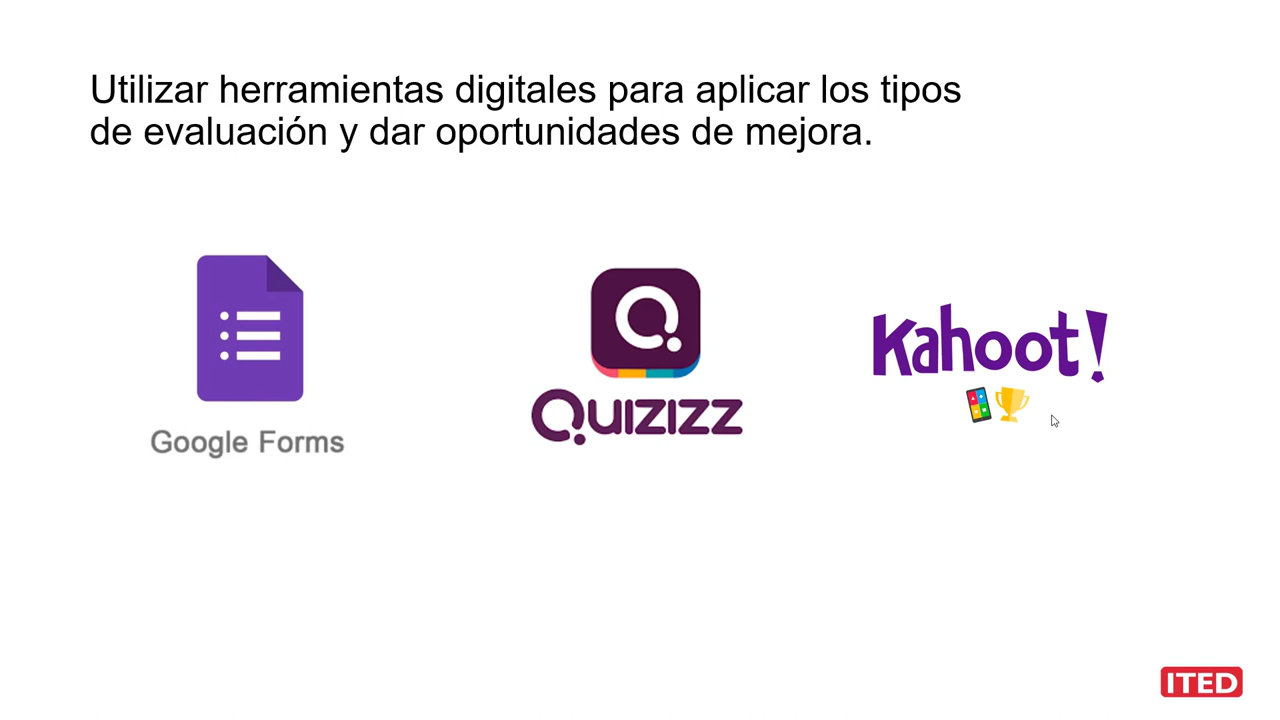 Utilizar herramientas digitales para aplicar los tipos
de evaluación y dar oportunidades de mejora.
Google Forms
Quizizz
Kahoot!
ITED